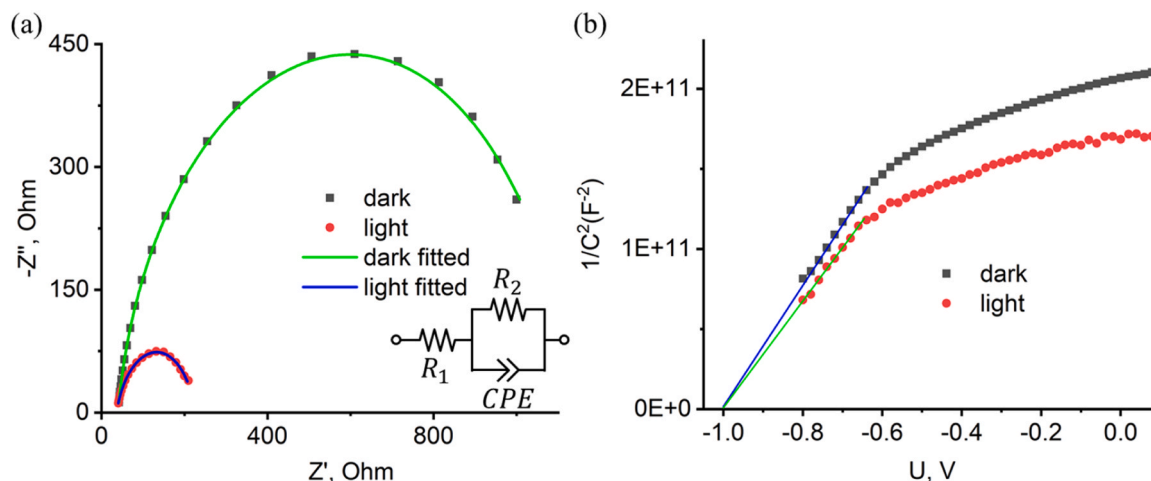 (a)
450
300
150
0
-Z'', Ohm
0
400
800
Z', Ohm
dark
light
dark fitted
light fitted
R₂
R₁
CPE
(b)
2E+11
1E+11
0E+0
1/C²(F⁻²)
-1.0
-0.8
-0.6
-0.4
-0.2
0.0
U, V
dark
light